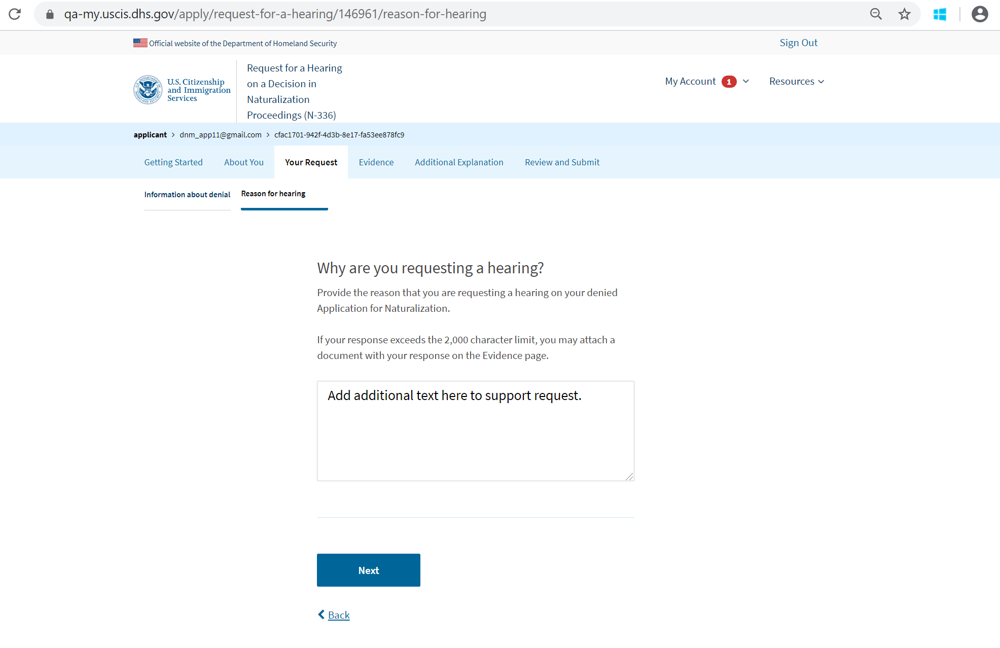 qa-my.uscis.dhs.gov/apply/request-for-a-hearing/146961/reason-for-hearing
Official website of the Department of Homeland Security
Sign Out
U.S. Citizenship
and Immigration
Services
Request for a Hearing
on a Decision in
Naturalization
Proceedings (N-336)
My Account 1
Resources
applicant > dnm_app11@gmail.com > cfac1701-942f-4d3b-8e17-fa53ee878fc9
Getting Started About You Your Request Evidence Additional Explanation Review and Submit
Information about denial Reason for hearing
Why are you requesting a hearing?
Provide the reason that you are requesting a hearing on your denied
Application for Naturalization.
If your response exceeds the 2,000 character limit, you may attach a
document with your response on the Evidence page.
Add additional text here to support request.
Next
Back